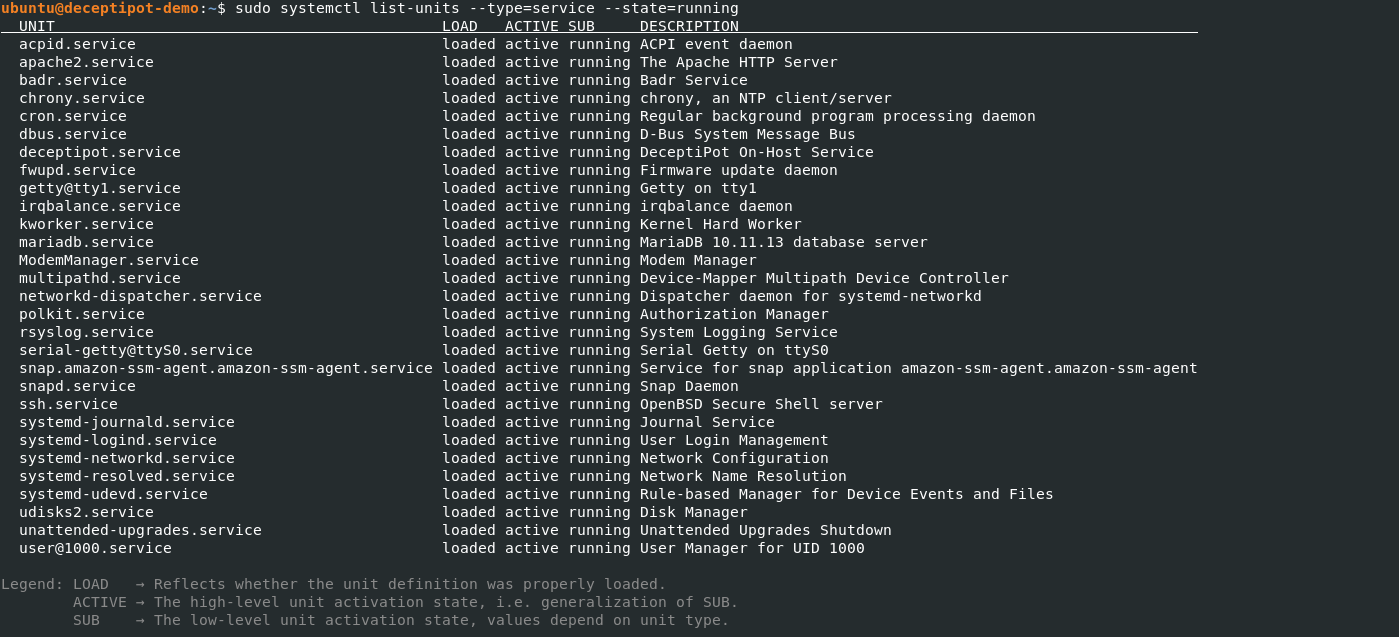 ubuntu@deceptipot-demo:~$ sudo systemctl list-units --type=service --state=running
UNIT LOAD ACTIVE SUB DESCRIPTION
acpid.service loaded active running ACPI event daemon
apache2.service loaded active running The Apache HTTP Server
badr.service loaded active running Badr Service
chrony.service loaded active running chrony, an NTP client/server
cron.service loaded active running Regular background program processing daemon
dbus.service loaded active running D-Bus System Message Bus
deceptipot.service loaded active running DeceptiPot On-Host Service
fwupd.service loaded active running Firmware update daemon
getty@tty1.service loaded active running Getty on tty1
irqbalance.service loaded active running irqbalance daemon
kworker.service loaded active running Kernel Hard Worker
mariadb.service loaded active running MariaDB 10.11.13 database server
ModemManager.service loaded active running Modem Manager
multipathd.service loaded active running Device-Mapper Multipath Device Controller
networkd-dispatcher.service loaded active running Dispatcher daemon for systemd-networkd
polkit.service loaded active running Authorization Manager
rsyslog.service loaded active running System Logging Service
serial-getty@ttyS0.service loaded active running Serial Getty on ttyS0
snap.amazon-ssm-agent.amazon-ssm-agent.service loaded active running Service for snap application amazon-ssm-agent.amazon-ssm-agent
snapd.service loaded active running Snap Daemon
ssh.service loaded active running OpenBSD Secure Shell server
systemd-journald.service loaded active running Journal Service
systemd-logind.service loaded active running User Login Management
systemd-networkd.service loaded active running Network Configuration
systemd-resolved.service loaded active running Network Name Resolution
systemd-udevd.service loaded active running Rule-based Manager for Device Events and Files
udisks2.service loaded active running Disk Manager
unattended-upgrades.service loaded active running Unattended Upgrades Shutdown
user@1000.service loaded active running User Manager for UID 1000
Legend: LOAD → Reflects whether the unit definition was properly loaded.
ACTIVE → The high-level unit activation state, i.e. generalization of SUB.
SUB → The low-level unit activation state, values depend on unit type.